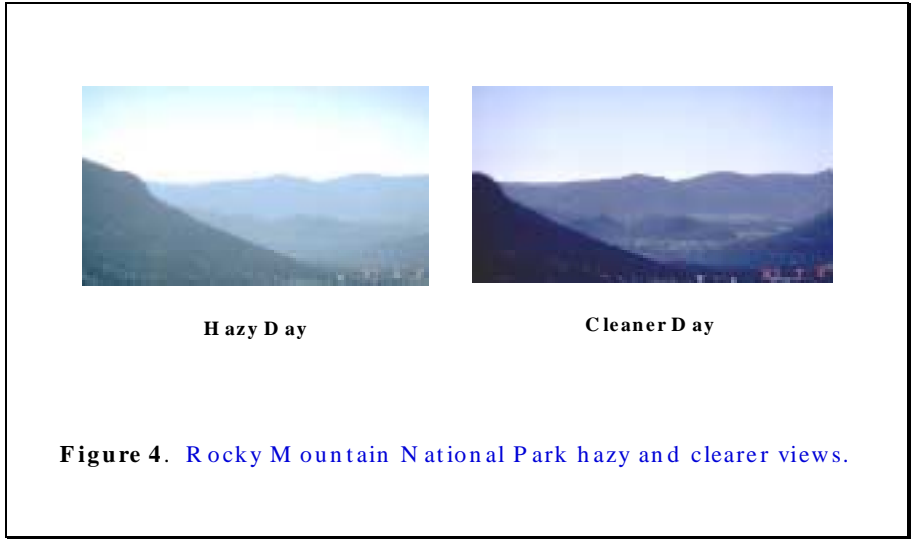 Hazy Day
Cleaner Day
Figure 4. Rocky Mountain National Park hazy and clearer views.